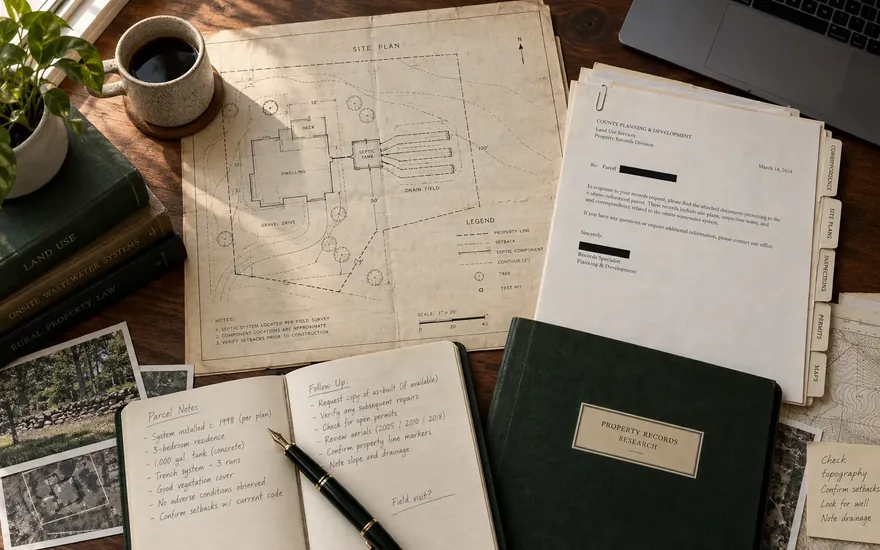 SITE PLAN
N
10'
DECK
DWELLING
SEPTIC
TANK
DRAIN FIELD
100'
50'
GRAVEL DRIVE
LEGEND
PROPERTY LINE
SETBACK
SEPTIC COMPONENT
CONTOUR (2')
TREE
TEST PIT
NOTES:
1. SEPTIC SYSTEM LOCATED PER FIELD SURVEY
2. COMPONENT LOCATIONS ARE APPROXIMATE
3. VERIFY SETBACKS PRIOR TO CONSTRUCTION
SCALE: 1" = 20'
0 20 40
COUNTY PLANNING & DEVELOPMENT
Land Use Services
Property Records Division
March 14, 2024
Re: Parcel
In response to your records request, please find the attached documents pertaining to the
above-referenced parcel. These records include site plans, inspection notes, and
correspondence related to the onsite wastewater system.
If you have any questions or require additional information, please contact our office.
Sincerely,
Records Specialist
Planning & Development
CORRESPONDENCE
SITE PLANS
INSPECTIONS
PERMITS
MAPS
LAND USE
ONSITE WASTEWATER SYSTEMS
RURAL PROPERTY LAW
Parcel Notes
- System installed c. 1998 (per plan)
- 3-bedroom residence
- 1,000 gal. tank (concrete)
- Trench system - 3 runs
- Good vegetation cover
- No adverse conditions observed
- Confirm setbacks w/ current code
Follow Up
- Request copy of as-built (if available)
- Verify any subsequent repairs
- Check for open permits
- Review aerials (2005 / 2010 / 2018)
- Confirm property line markers
- Note slope and drainage
Field visit?
PROPERTY RECORDS
RESEARCH
Check
topography
Confirm setbacks
Look for well
Note drainage